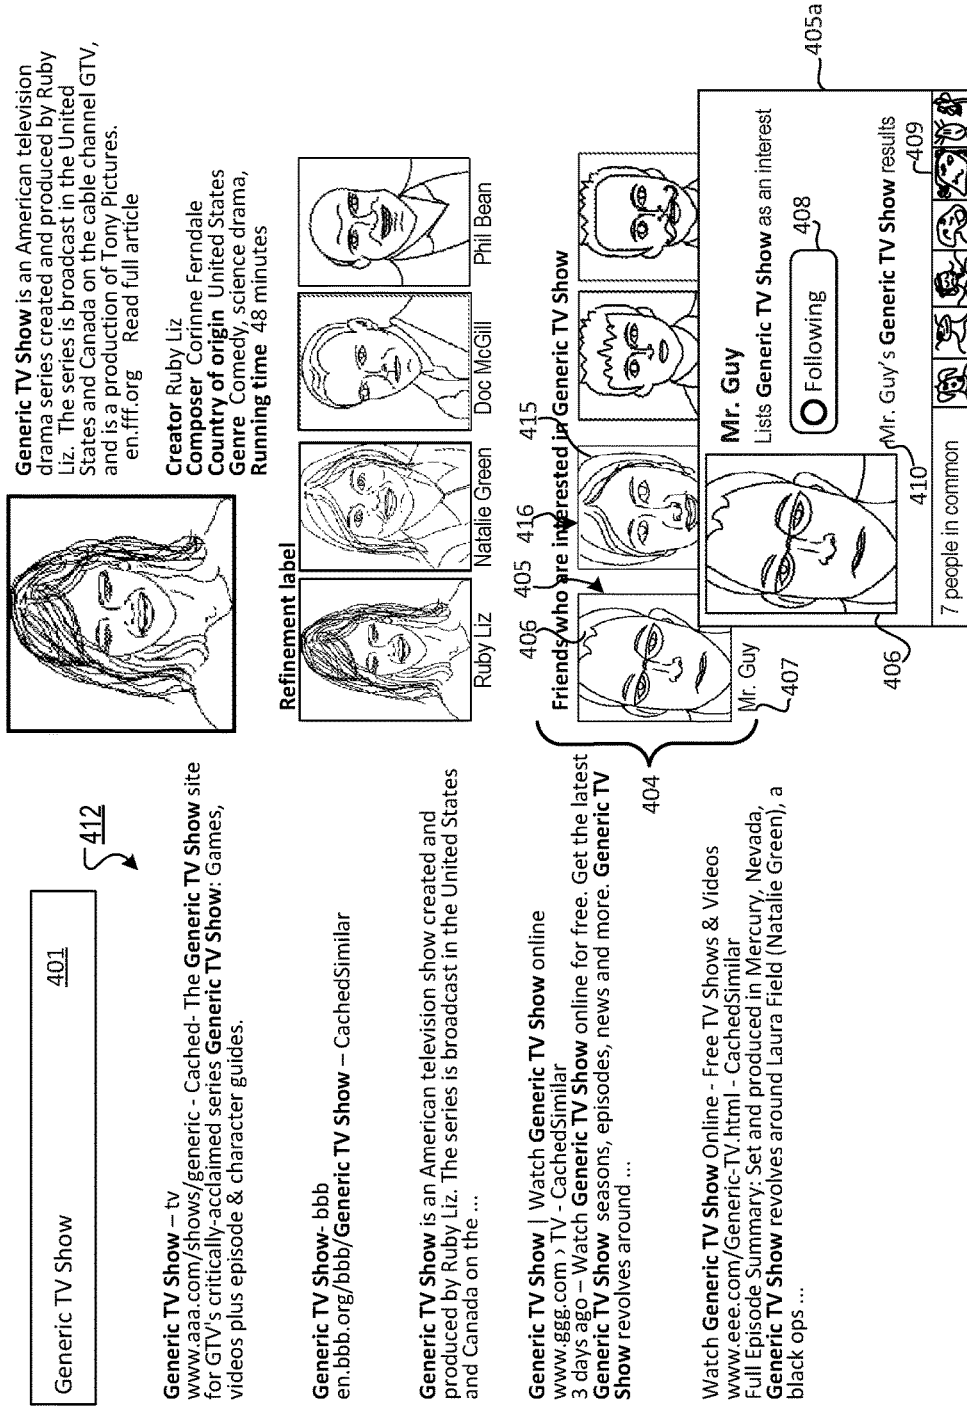 Generic TV Show
401
412
Generic TV Show – tv
www.aaa.com/shows/generic - Cached- The Generic TV Show site
for GTV's critically-acclaimed series Generic TV Show: Games,
videos plus episode & character guides.
Generic TV Show- bbb
en.bbb.org/bbb/Generic TV Show – CachedSimilar
Generic TV Show is an American television show created and
produced by Ruby Liz. The series is broadcast in the United States
and Canada on the ...
Generic TV Show | Watch Generic TV Show online
www.ggg.com › TV - CachedSimilar
3 days ago – Watch Generic TV Show online for free. Get the latest
Generic TV Show seasons, episodes, news and more. Generic TV
Show revolves around ...
Watch Generic TV Show Online - Free TV Shows & Videos
www.eee.com/Generic-TV.html - CachedSimilar
Full Episode Summary: Set and produced in Mercury, Nevada,
Generic TV Show revolves around Laura Field (Natalie Green), a
black ops ...
Generic TV Show is an American television
drama series created and produced by Ruby
Liz. The series is broadcast in the United
States and Canada on the cable channel GTV,
and is a production of Tony Pictures.
en.fff.org Read full article
Creator Ruby Liz
Composer Corinne Ferndale
Country of origin United States
Genre Comedy, science drama,
Running time 48 minutes
Refinement label
Ruby Liz
Natalie Green
Doc McGill
Phil Bean
406
405
416
415
Friends who are interested in Generic TV Show
404
Mr. Guy
407
405a
Mr. Guy
Lists Generic TV Show as an interest
Following
408
Mr. Guy's Generic TV Show results
410
409
406
7 people in common